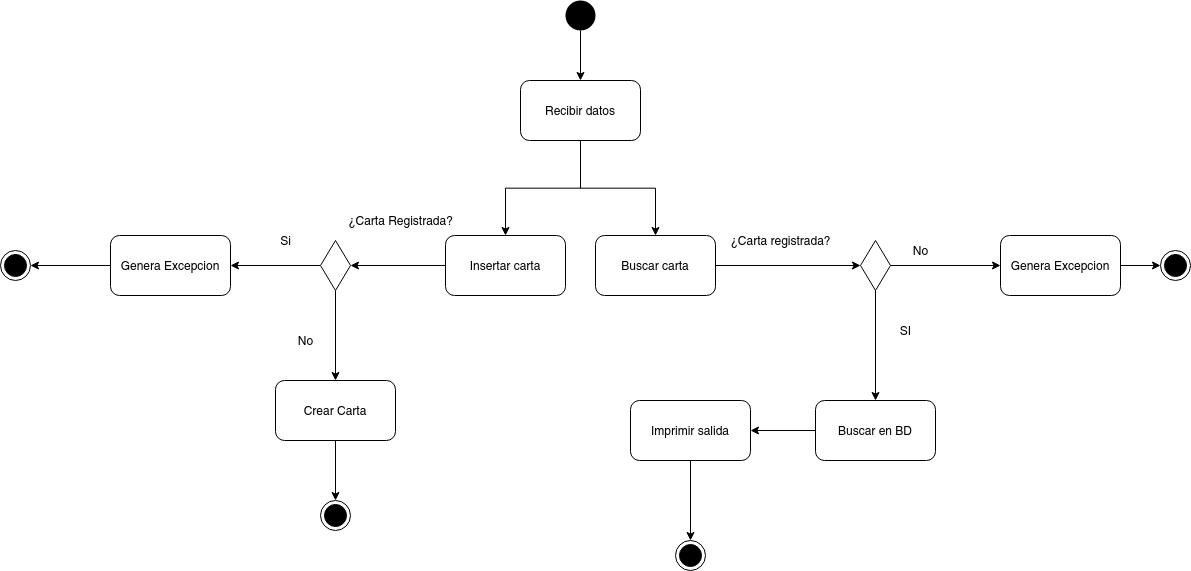 Recibir datos
¿Carta Registrada?
Si
Genera Excepcion
Insertar carta
Buscar carta
¿Carta registrada?
No
Genera Excepcion
No
SI
Crear Carta
Imprimir salida
Buscar en BD